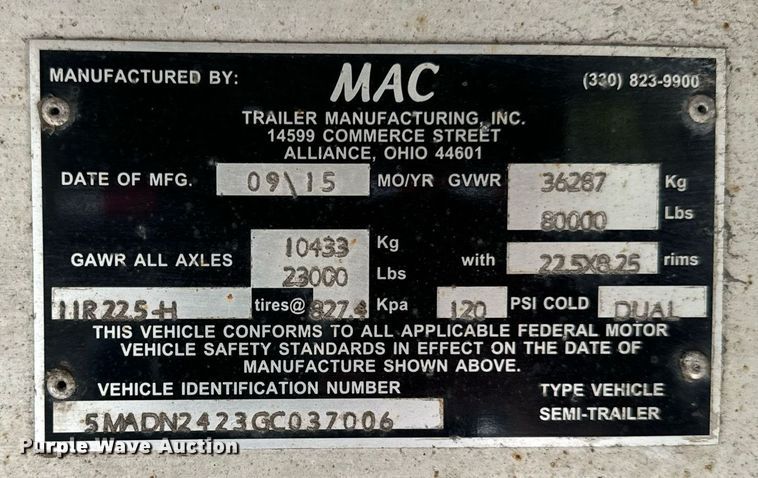 MANUFACTURED BY: MAC (330) 823-9900
TRAILER MANUFACTURING, INC.
14599 COMMERCE STREET
ALLIANCE, OHIO 44601
DATE OF MFG. 09\15 MO/YR GVWR 36287 Kg
80000 Lbs
GAWR ALL AXLES 10433 Kg with 22.5X8.25 rims
23000 Lbs
11R22.5-H tires@ 827.4 Kpa 120 PSI COLD DUAL
THIS VEHICLE CONFORMS TO ALL APPLICABLE FEDERAL MOTOR
VEHICLE SAFETY STANDARDS IN EFFECT ON THE DATE OF
MANUFACTURE SHOWN ABOVE.
VEHICLE IDENTIFICATION NUMBER TYPE VEHICLE
5MADN2423GC037006 SEMI-TRAILER
Purple Wave Auction